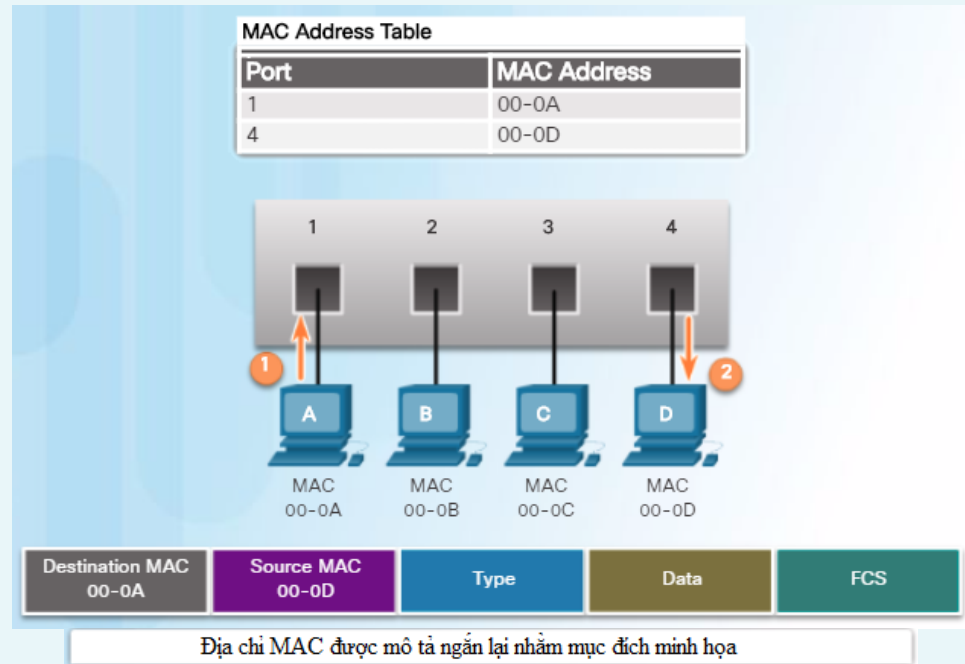 MAC Address Table
Port MAC Address
1 00-0A
4 00-0D
1 2 3 4
1
2
A B C D
MAC MAC MAC MAC
00-0A 00-0B 00-0C 00-0D
Destination MAC Source MAC Type Data FCS
00-0A 00-0D
Địa chỉ MAC được mô tả ngắn lại nhằm mục đích minh họa